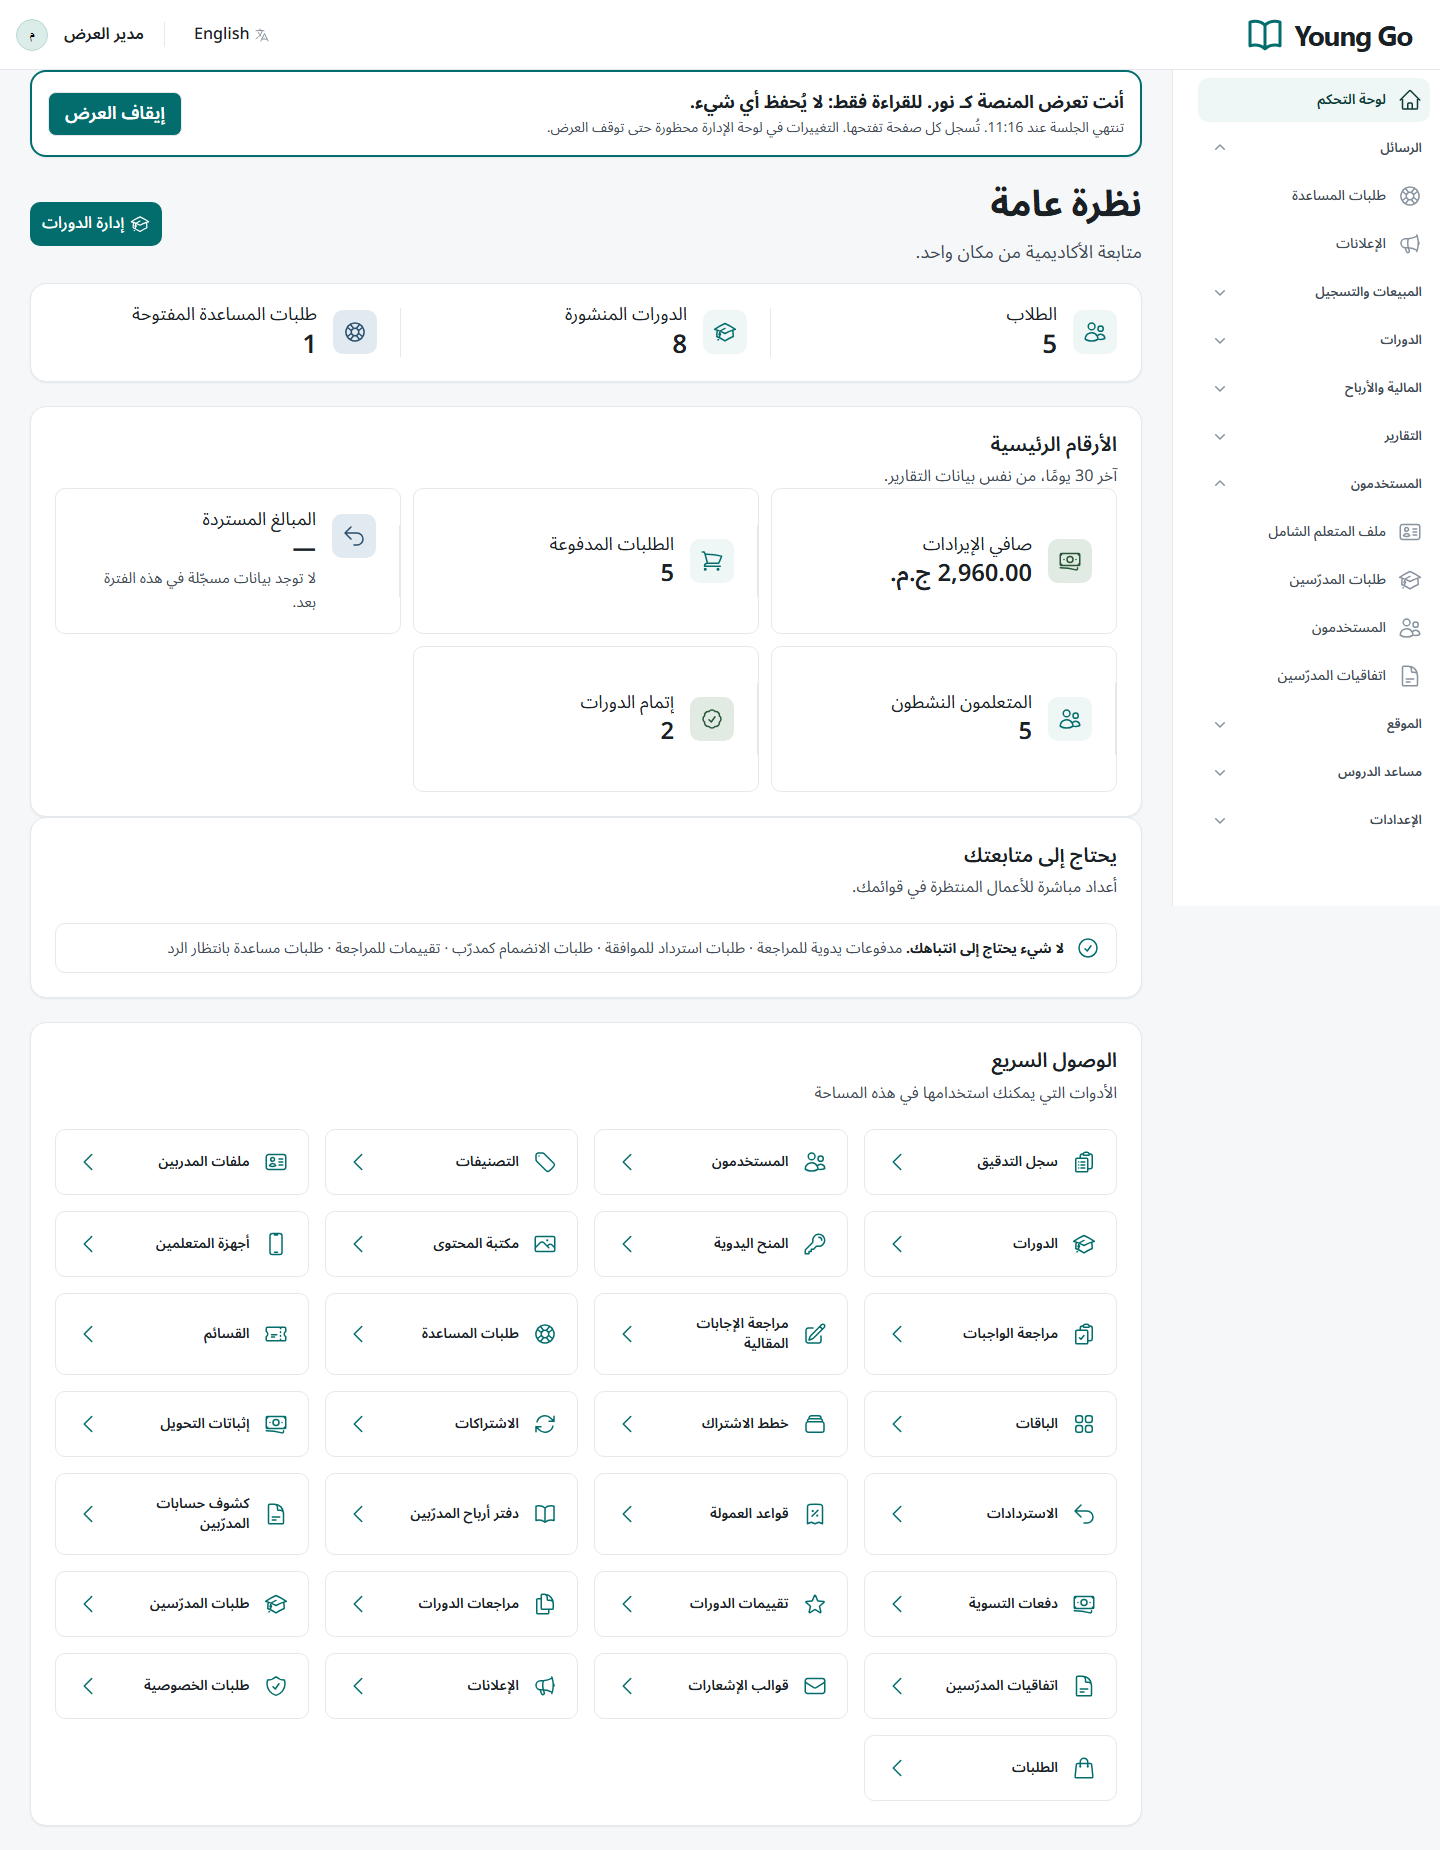 Young Go
English
مدير العرض
م
لوحة التحكم
الرسائل
طلبات المساعدة
الإعلانات
المبيعات والتسجيل
الدورات
المالية والأرباح
التقارير
المستخدمون
ملف المتعلم الشامل
طلبات المدرّسين
المستخدمون
اتفاقيات المدرّسين
الموقع
مساعد الدروس
الإعدادات
أنت تعرض المنصة كـ نور. للقراءة فقط: لا يُحفظ أي شيء.
تنتهي الجلسة عند 11:16. تُسجل كل صفحة تفتحها. التغييرات في لوحة الإدارة محظورة حتى توقف العرض.
إيقاف العرض
نظرة عامة
متابعة الأكاديمية من مكان واحد.
إدارة الدورات
الطلاب
5
الدورات المنشورة
8
طلبات المساعدة المفتوحة
1
الأرقام الرئيسية
آخر 30 يومًا، من نفس بيانات التقارير.
صافي الإيرادات
2,960.00 ج.م.
الطلبات المدفوعة
5
المبالغ المستردة
—
لا توجد بيانات مسجّلة في هذه الفترة
بعد.
المتعلمون النشطون
5
إتمام الدورات
2
يحتاج إلى متابعتك
أعداد مباشرة للأعمال المنتظرة في قوائمك.
لا شيء يحتاج إلى انتباهك. مدفوعات يدوية للمراجعة · طلبات استرداد للموافقة · طلبات الانضمام كمدرّب · تقييمات للمراجعة · طلبات مساعدة بانتظار الرد
الوصول السريع
الأدوات التي يمكنك استخدامها في هذه المساحة
سجل التدقيق
المستخدمون
التصنيفات
ملفات المدربين
الدورات
المنح اليدوية
مكتبة المحتوى
أجهزة المتعلمين
مراجعة الواجبات
مراجعة الإجابات
المقالية
طلبات المساعدة
القسائم
الباقات
خطط الاشتراك
الاشتراكات
إثباتات التحويل
الاستردادات
قواعد العمولة
دفتر أرباح المدرّبين
كشوف حسابات
المدرّبين
دفعات التسوية
تقييمات الدورات
مراجعات الدورات
طلبات المدرّسين
اتفاقيات المدرّسين
قوالب الإشعارات
الإعلانات
طلبات الخصوصية
الطلبات